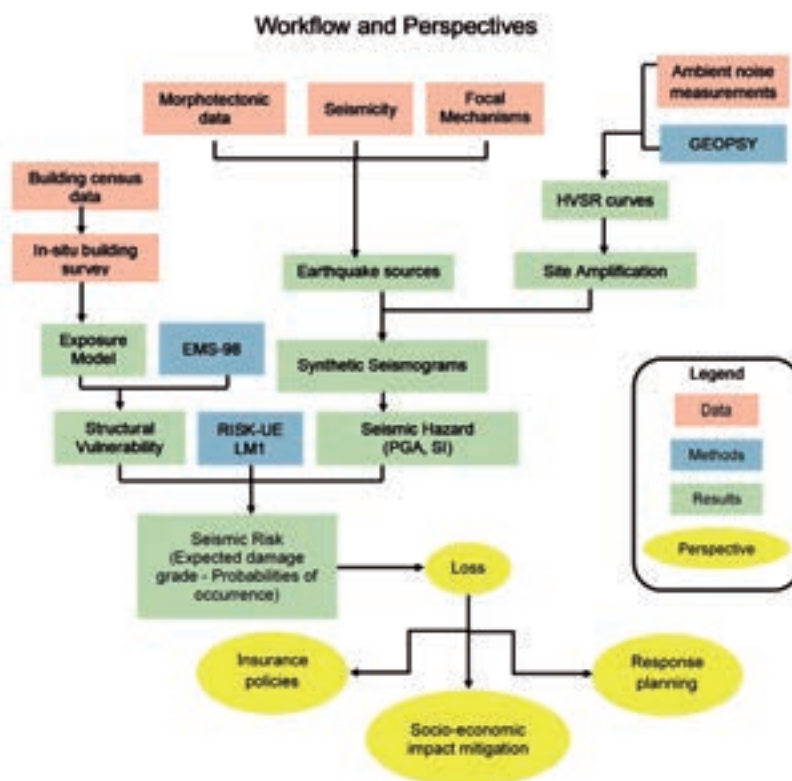 Workflow and Perspectives
Morphotectonic
data
Seismicity
Focal
Mechanisms
Ambient noise
measurements
GEOPSY
Building census
data
HVSR curves
In-situ building
survey
Earthquake sources
Site Amplification
Exposure
Model
EMS-98
Synthetic Seismograms
Structural
Vulnerability
RISK-UE
LM1
Seismic Hazard
(PGA, SI)
Legend
Data
Methods
Results
Perspective
Seismic Risk
(Expected damage
grade - Probabilities of
occurrence)
Loss
Insurance
policies
Response
planning
Socio-economic
impact mitigation